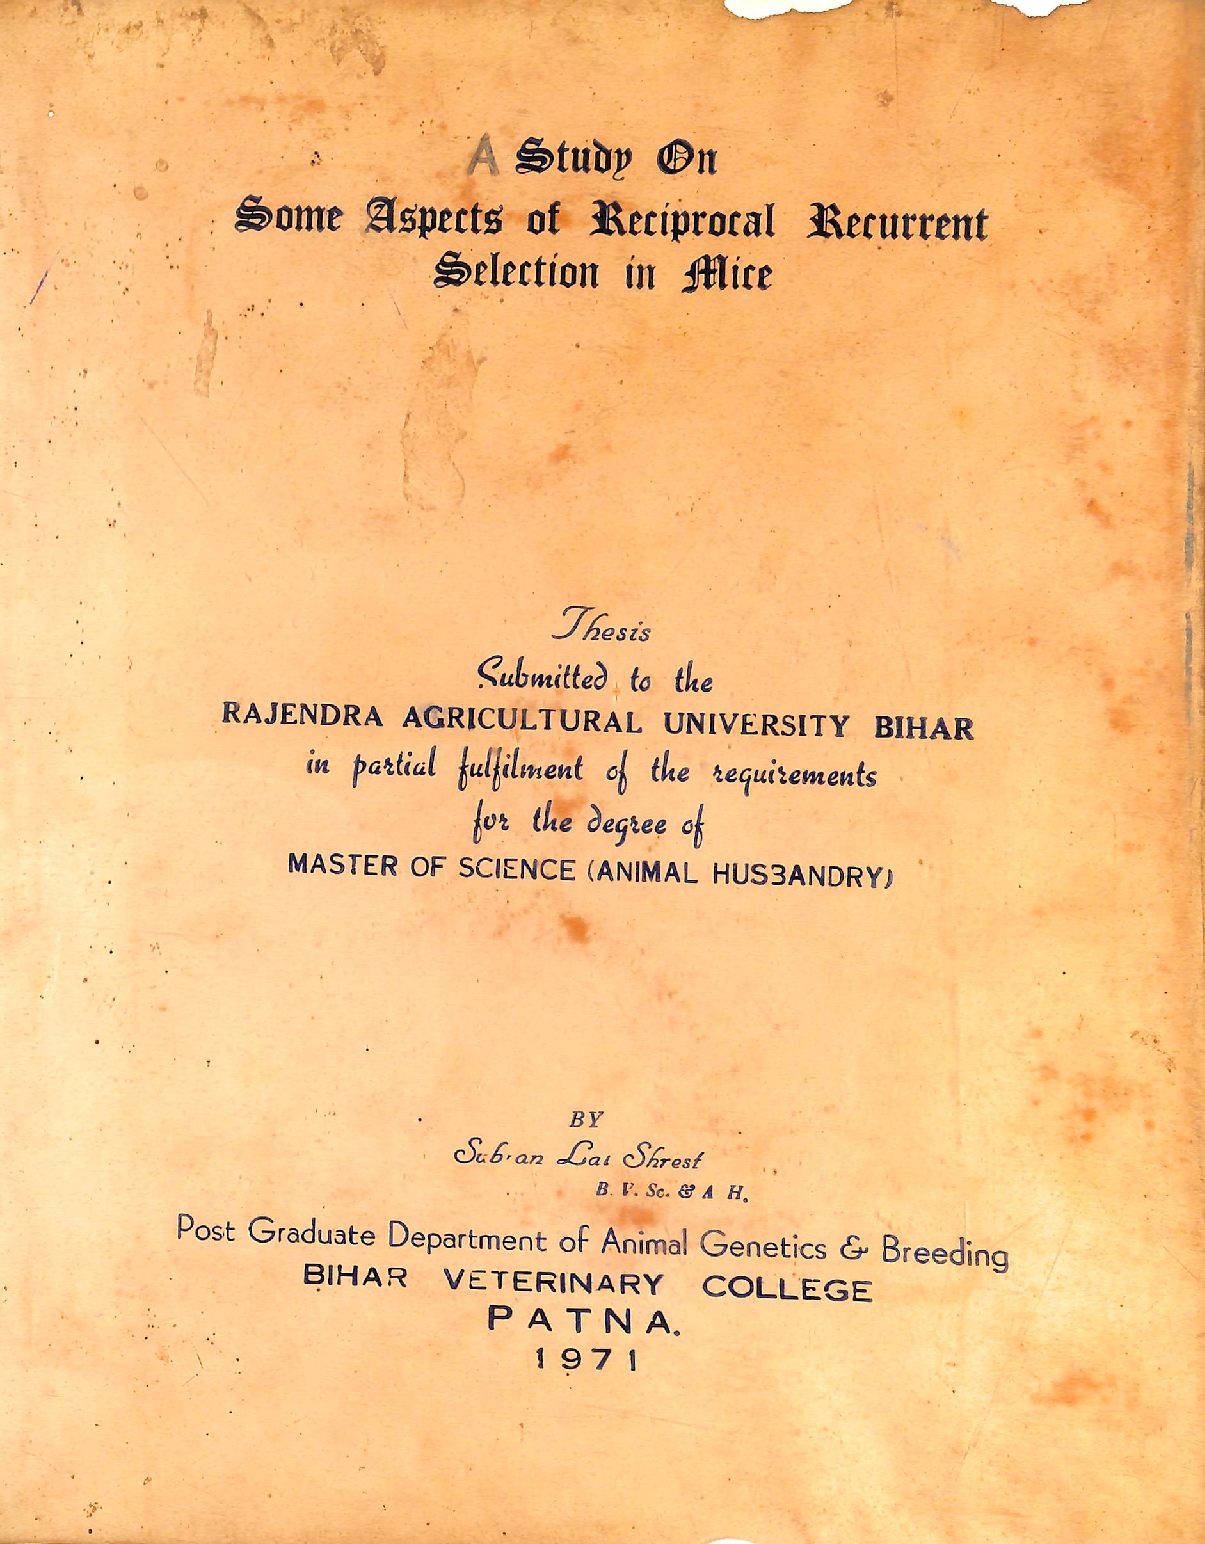 A Study On
Some Aspects of Reciprocal Recurrent
Selection in Mice
Thesis
Submitted to the
RAJENDRA AGRICULTURAL UNIVERSITY BIHAR
in partial fulfilment of the requirements
for the degree of
MASTER OF SCIENCE (ANIMAL HUSBANDRY)
BY
Lal Shrest
B. V. Sc. & A H.
Post Graduate Department of Animal Genetics & Breeding
BIHAR VETERINARY COLLEGE
PATNA.
1971